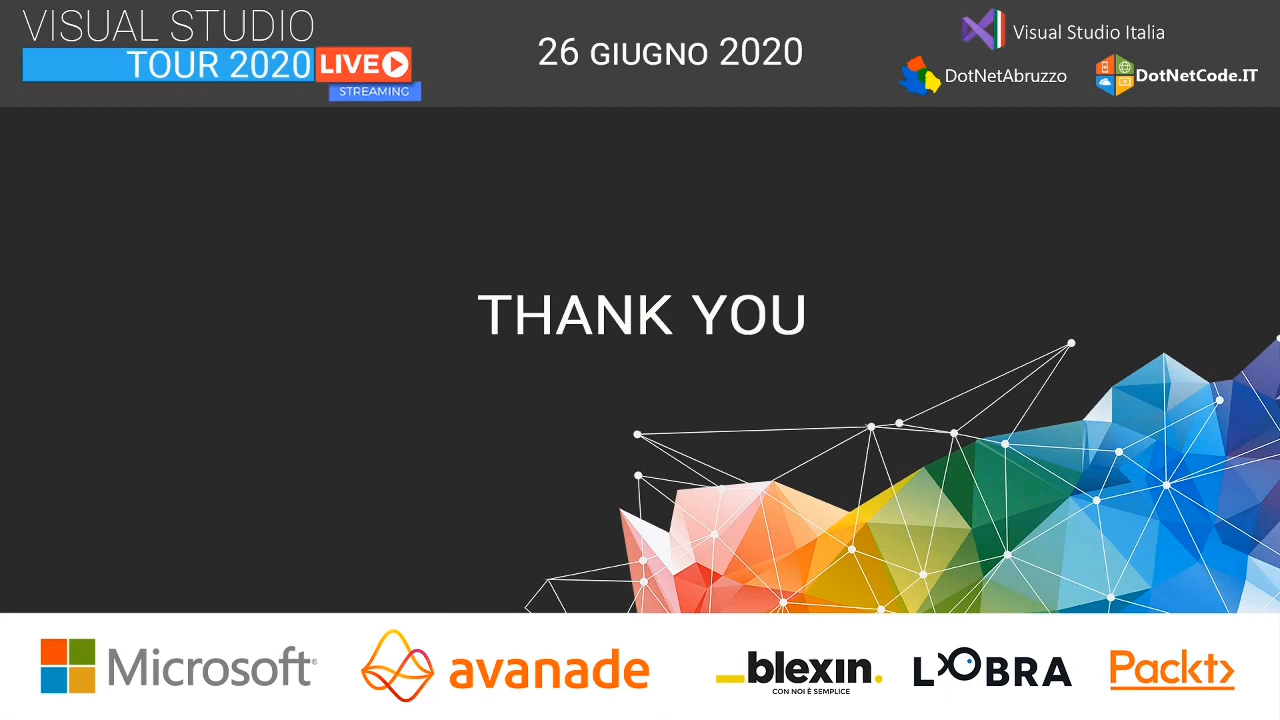 VISUAL STUDIO
TOUR 2020 LIVE
STREAMING
26 GIUGNO 2020
Visual Studio Italia
DotNetAbruzzo
DotNetCode.IT
THANK YOU
Microsoft®
avanade
blexin.
CON NOI È SEMPLICE
LOBRA
Packt>